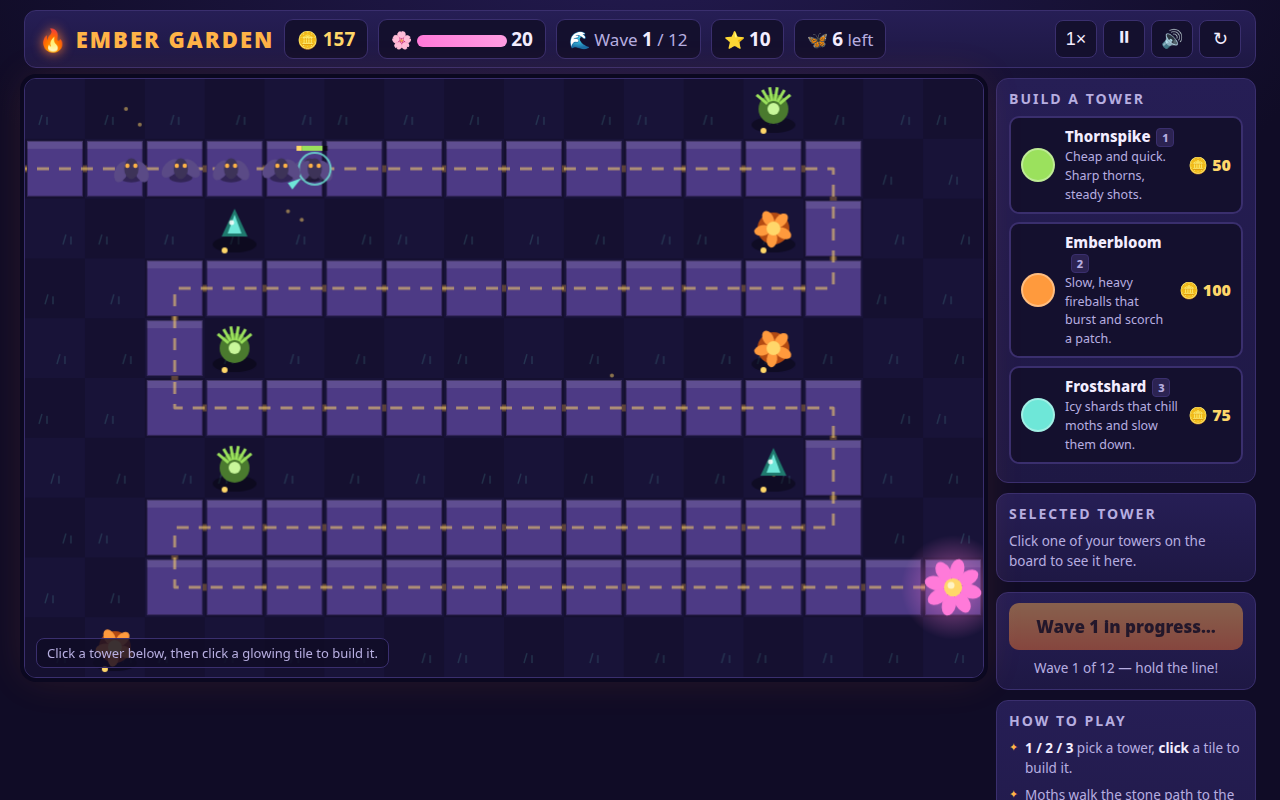 EMBER GARDEN
157
20
Wave 1 / 12
10
6 left
1×
BUILD A TOWER
Thornspike 1
Cheap and quick.
Sharp thorns,
steady shots.
50
Emberbloom
2
Slow, heavy
fireballs that
burst and scorch
a patch.
100
Frostshard 3
Icy shards that chill
moths and slow
them down.
75
SELECTED TOWER
Click one of your towers on the
board to see it here.
Wave 1 in progress…
Wave 1 of 12 — hold the line!
HOW TO PLAY
1 / 2 / 3 pick a tower, click a tile to
build it.
Moths walk the stone path to the
Click a tower below, then click a glowing tile to build it.